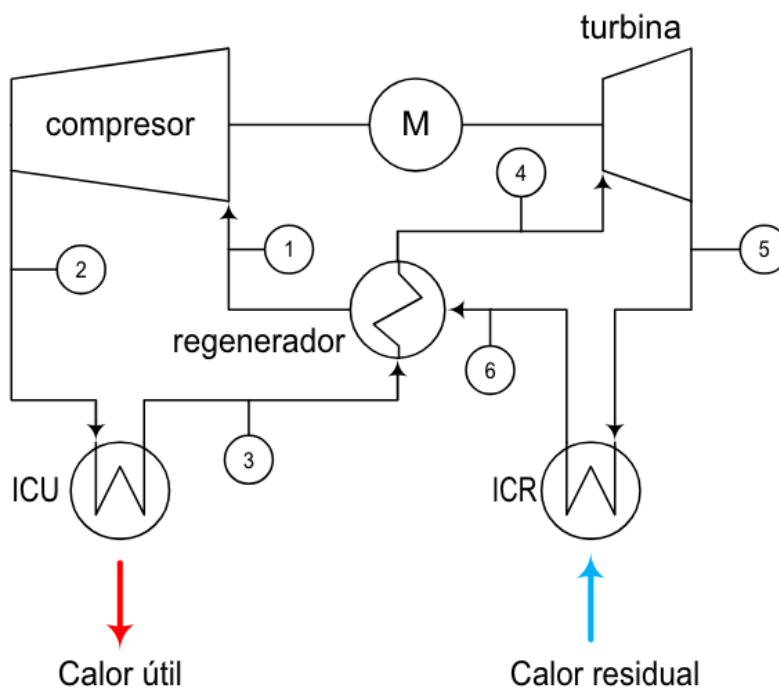 turbina
compresor
M
4
1
2
5
regenerador
6
3
ICU
ICR
Calor útil
Calor residual